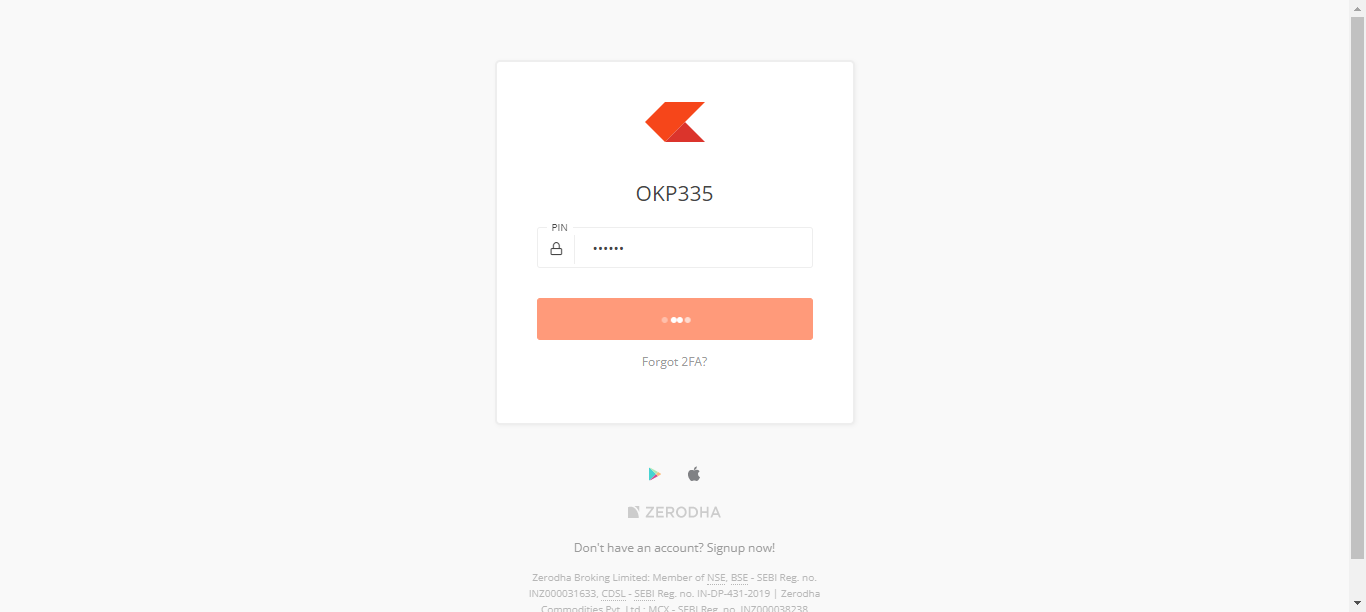 OKP335
PIN
••••••
Forgot 2FA?
ZERODHA
Don't have an account? Signup now!
Zerodha Broking Limited: Member of NSE, BSE - SEBI Reg. no.
INZ000031633, CDSL - SEBI Reg. no. IN-DP-431-2019 | Zerodha
Commodities Pvt. Ltd.: MCX - SEBI Reg. no. INZ000038238